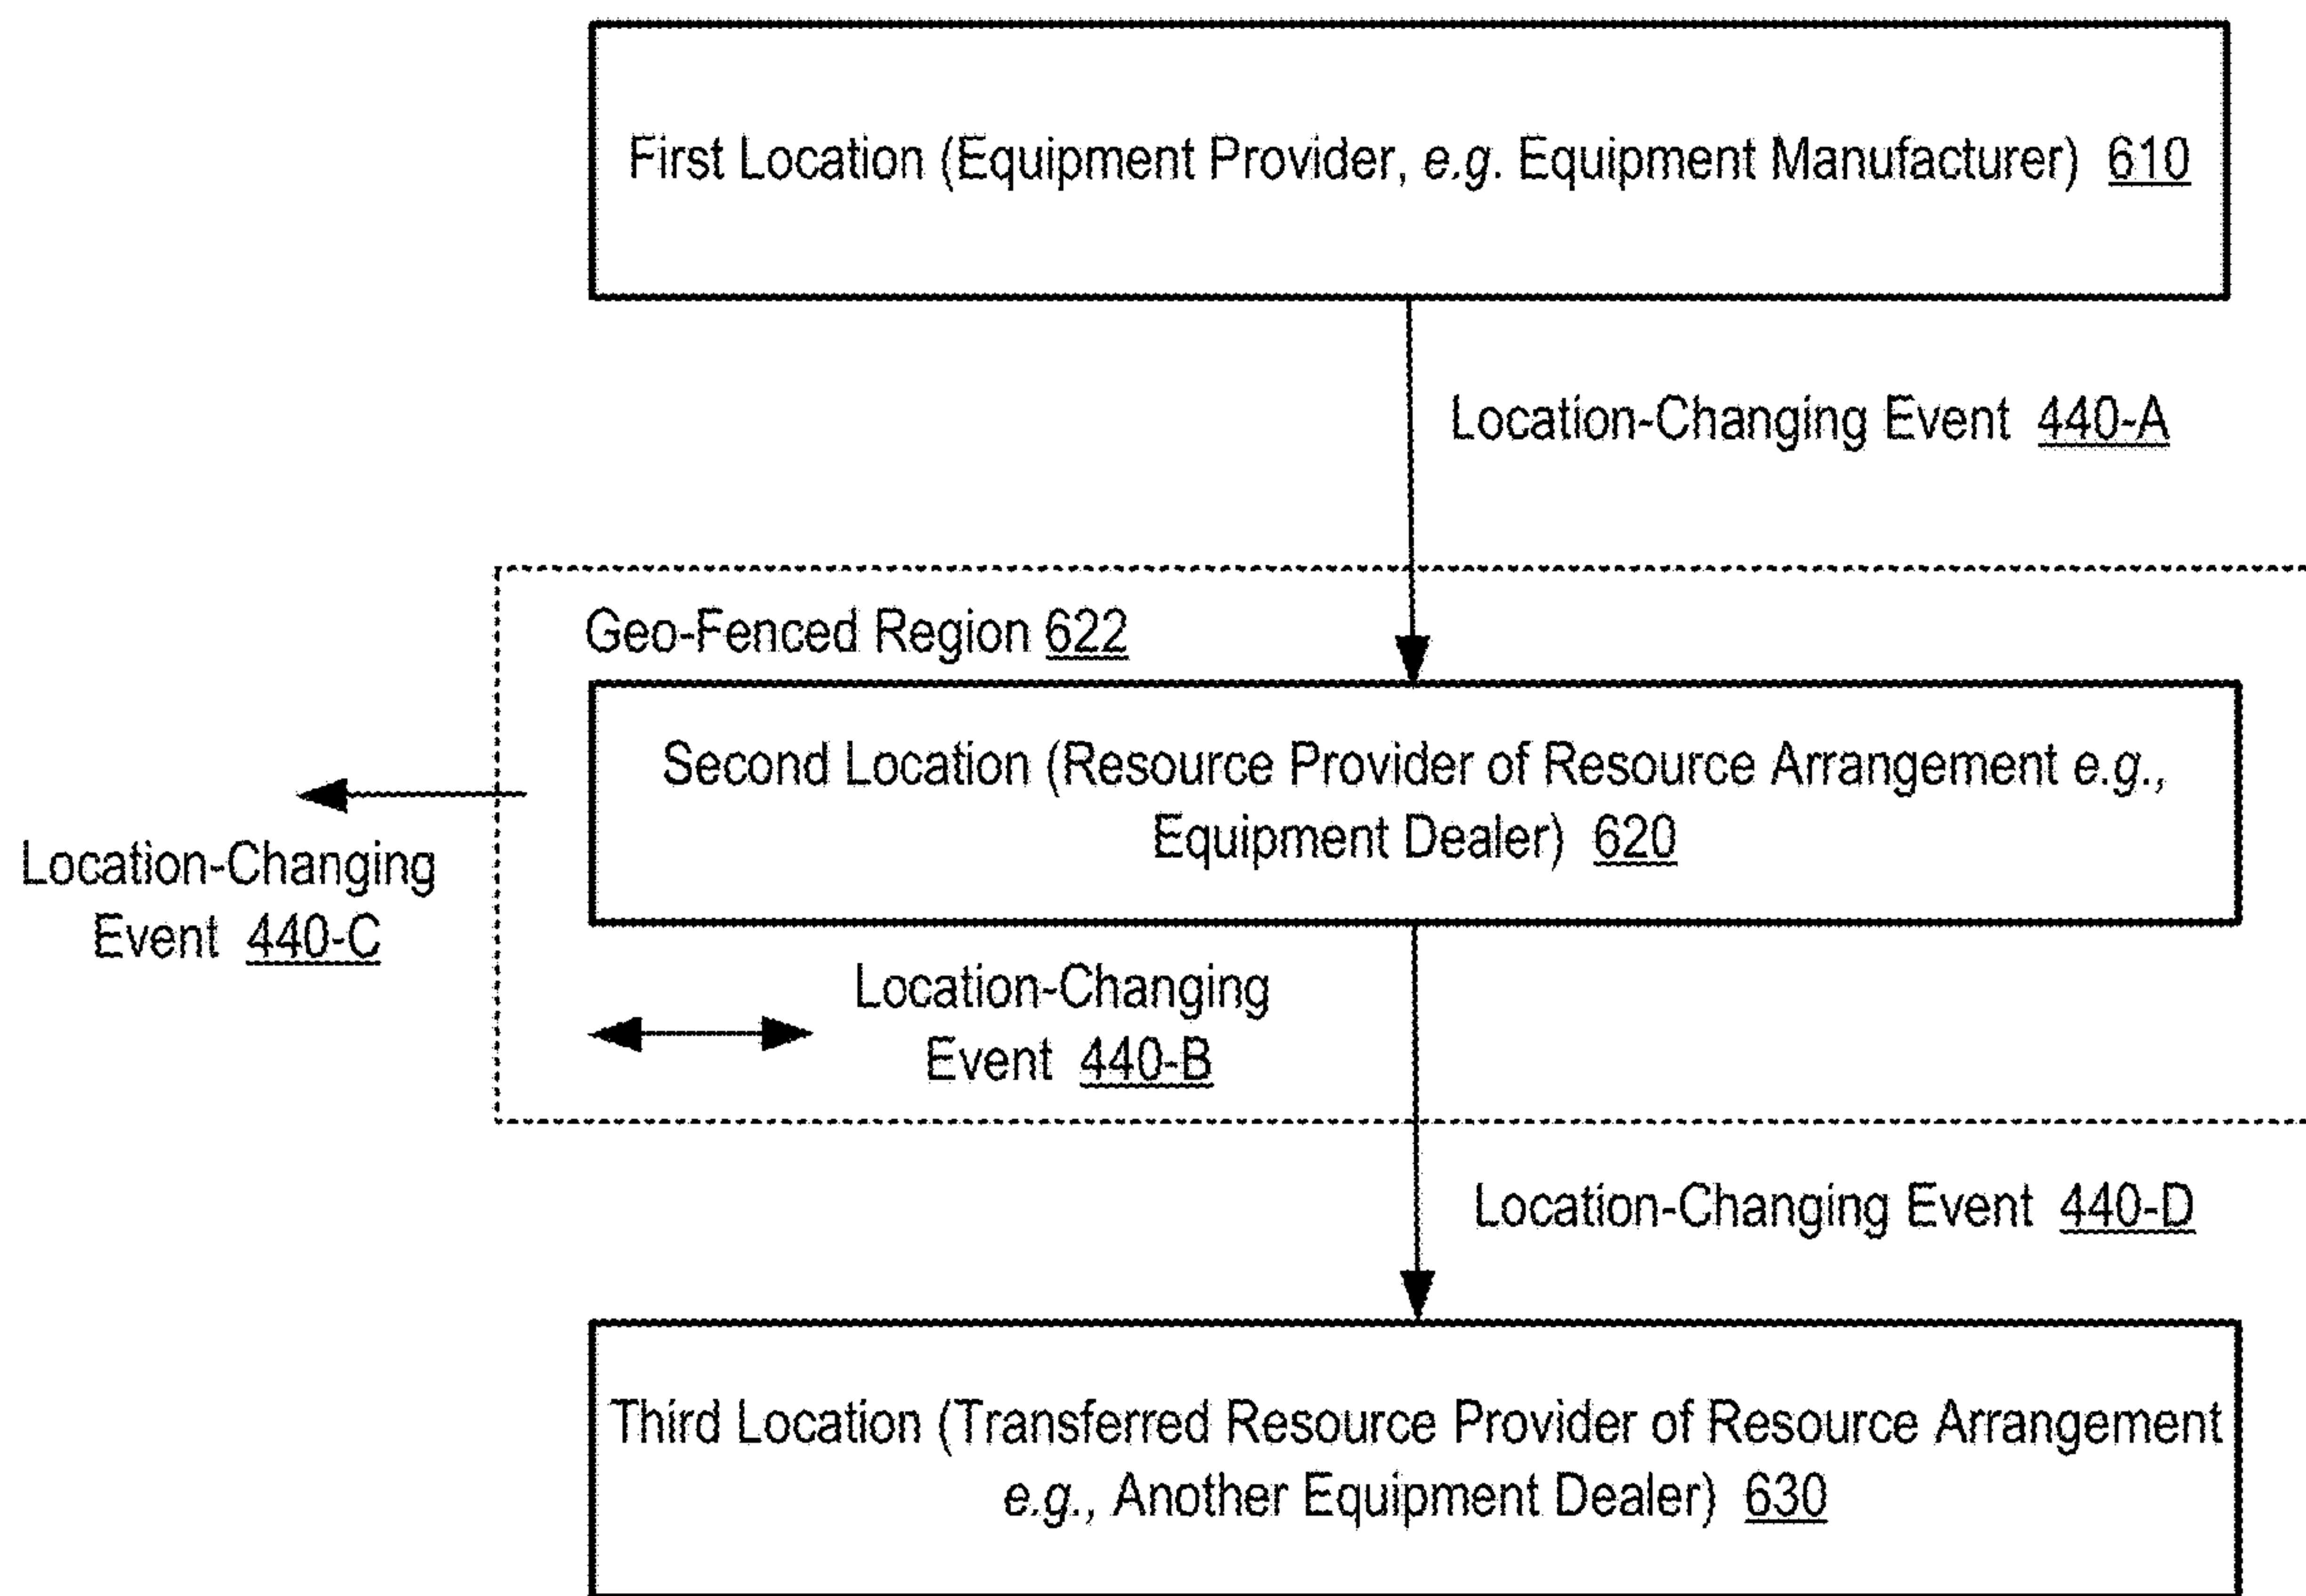 First Location (Equipment Provider, e.g. Equipment Manufacturer) 610
Location-Changing Event 440-A
Geo-Fenced Region 622
Second Location (Resource Provider of Resource Arrangement e.g.,
Equipment Dealer) 620
Location-Changing
Event 440-C
Location-Changing
Event 440-B
Location-Changing Event 440-D
Third Location (Transferred Resource Provider of Resource Arrangement
e.g., Another Equipment Dealer) 630